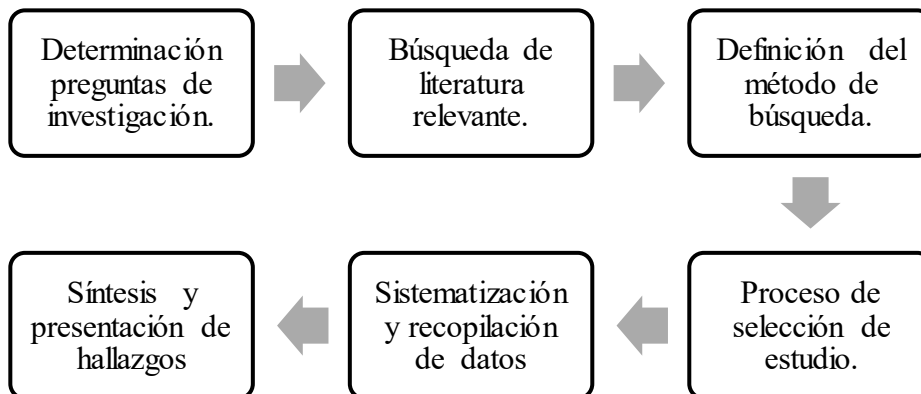 Determinación
preguntas de
investigación.
Búsqueda de
literatura
relevante.
Definición del
método de
búsqueda.
Proceso de
selección de
estudio.
Sistematización
y recopilación
de datos
Síntesis y
presentación de
hallazgos